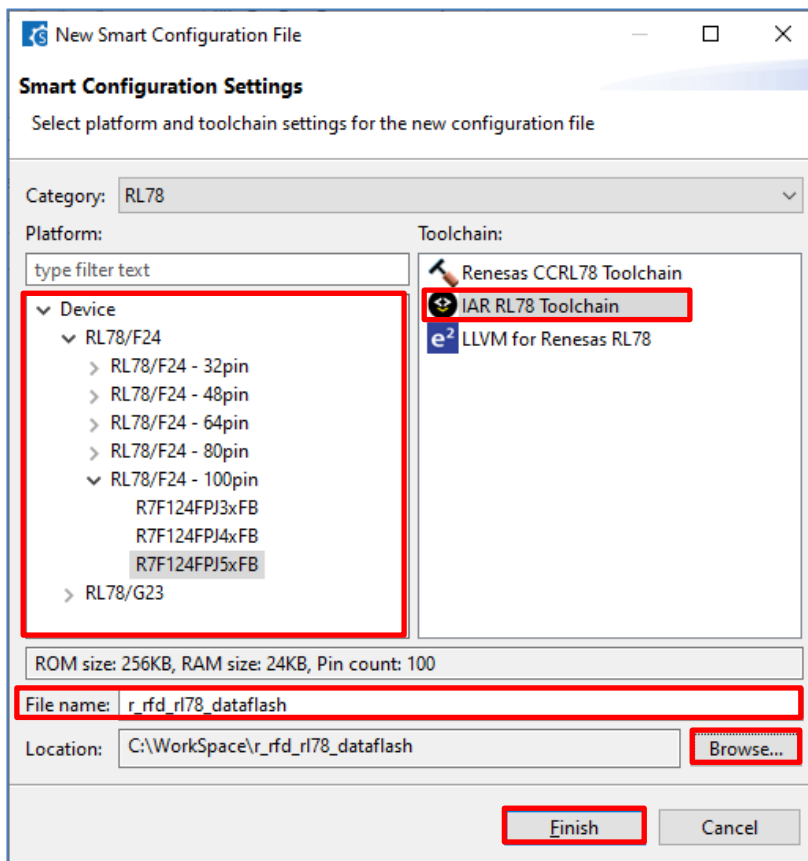 New Smart Configuration File
Smart Configuration Settings
Select platform and toolchain settings for the new configuration file
Category: RL78
Platform:
type filter text
Device
RL78/F24
RL78/F24 - 32pin
RL78/F24 - 48pin
RL78/F24 - 64pin
RL78/F24 - 80pin
RL78/F24 - 100pin
R7F124FPJ3xFB
R7F124FPJ4xFB
R7F124FPJ5xFB
RL78/G23
Toolchain:
Renesas CCRL78 Toolchain
IAR RL78 Toolchain
e2 LLVM for Renesas RL78
ROM size: 256KB, RAM size: 24KB, Pin count: 100
File name: r_rfd_rl78_dataflash
Location: C:\WorkSpace\r_rfd_rl78_dataflash Browse...
Finish Cancel